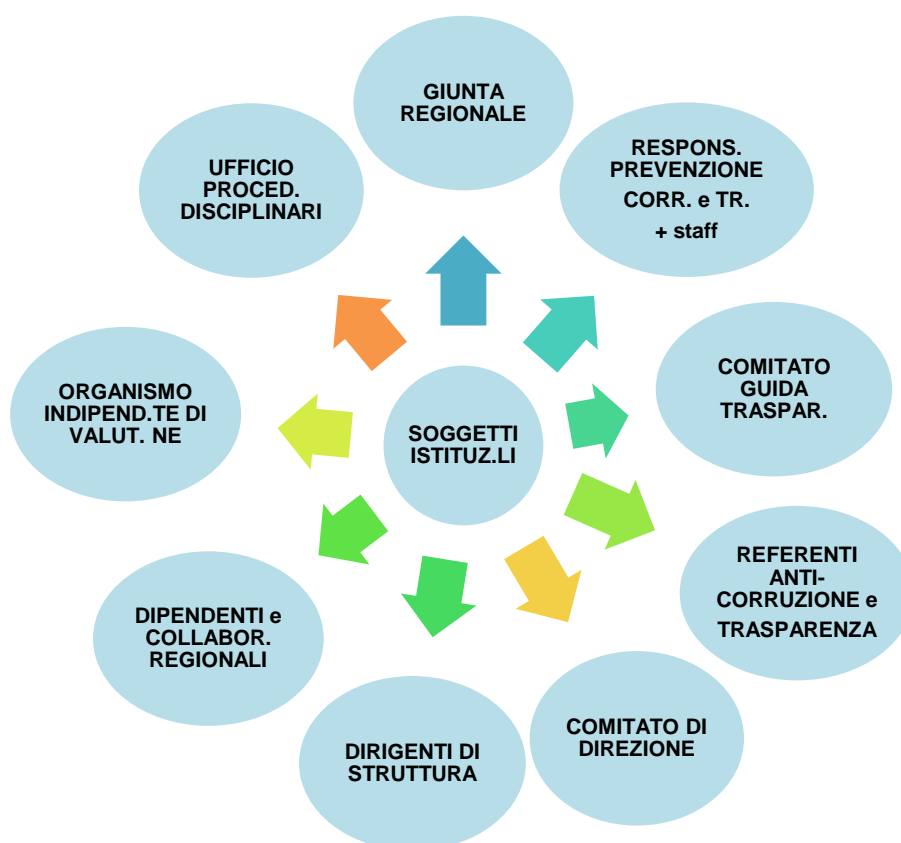 GIUNTA
REGIONALE
RESPONS.
PREVENZIONE
CORR. e TR.
+ staff
COMITATO
GUIDA
TRASPAR.
REFERENTI
ANTI-
CORRUZIONE e
TRASPARENZA
COMITATO DI
DIREZIONE
DIRIGENTI DI
STRUTTURA
DIPENDENTI e
COLLABOR.
REGIONALI
ORGANISMO
INDIPEND.TE DI
VALUT. NE
UFFICIO
PROCED.
DISCIPLINARI
SOGGETTI
ISTITUZ.LI